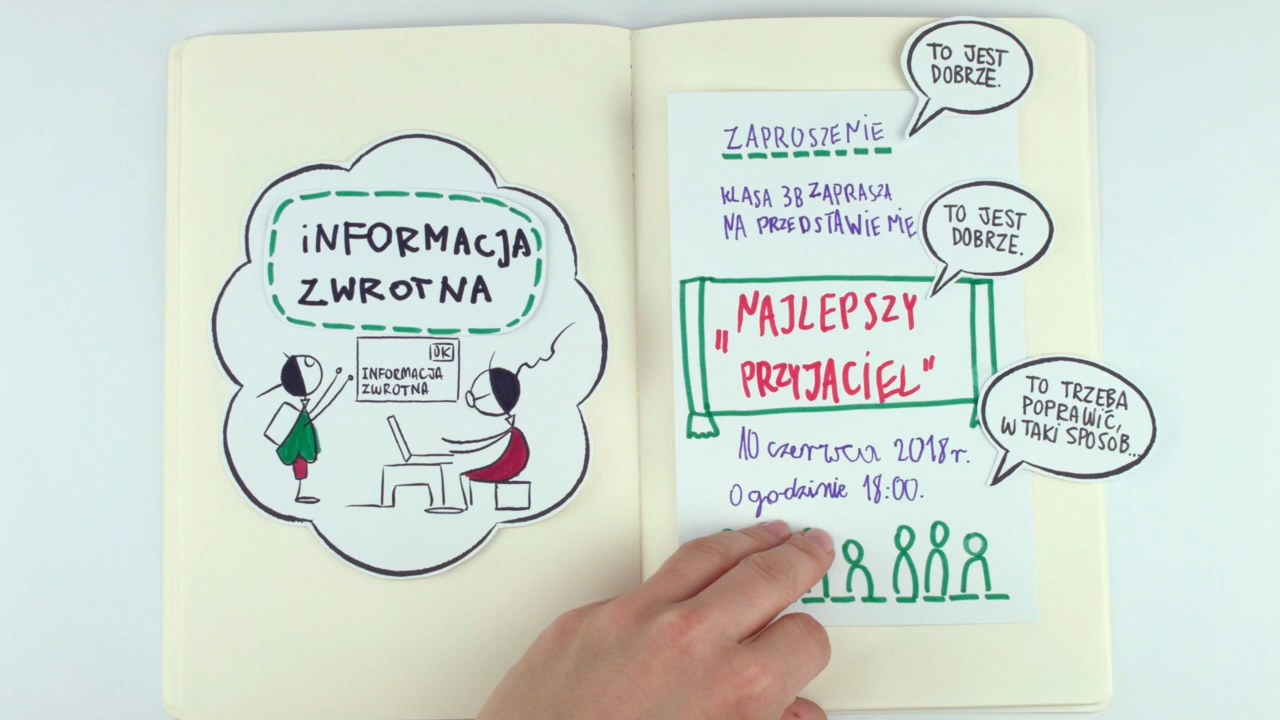 INFORMACJA
ZWROTNA
OK
INFORMACJA
ZWROTNA
TO JEST
DOBRZE.
ZAPROSZENIE
KLASA 3B ZAPRASZA
NA PRZEDSTAWIENIE
TO JEST
DOBRZE.
"NAJLEPSZY
PRZYJACIEL"
TO TRZEBA
POPRAWIĆ,
W TAKI SPOSÓB...
10 czerwca 2018r.
o godzinie 18:00.